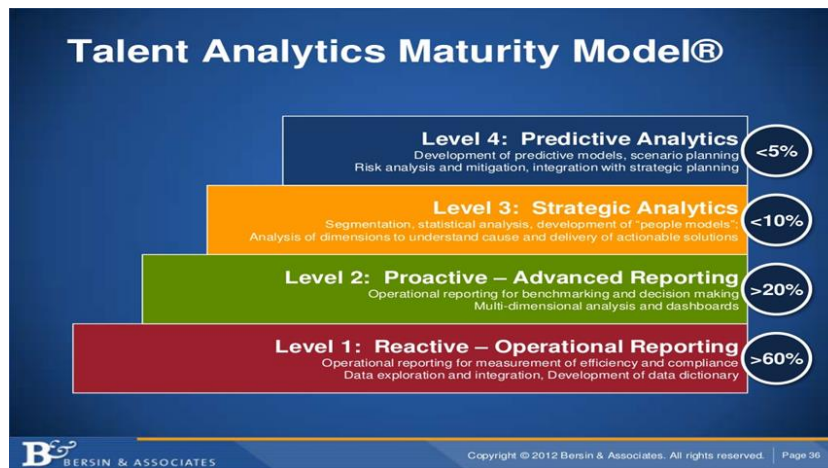 Talent Analytics Maturity Model®
Level 4: Predictive Analytics
Development of predictive models, scenario planning
Risk analysis and mitigation, integration with strategic planning
<5%
Level 3: Strategic Analytics
Segmentation, statistical analysis, development of "people models";
Analysis of dimensions to understand cause and delivery of actionable solutions
<10%
Level 2: Proactive – Advanced Reporting
Operational reporting for benchmarking and decision making
Multi-dimensional analysis and dashboards
>20%
Level 1: Reactive – Operational Reporting
Operational reporting for measurement of efficiency and compliance
Data exploration and integration, Development of data dictionary
>60%
B& BERSIN & ASSOCIATES
Copyright © 2012 Bersin & Associates. All rights reserved. | Page 36